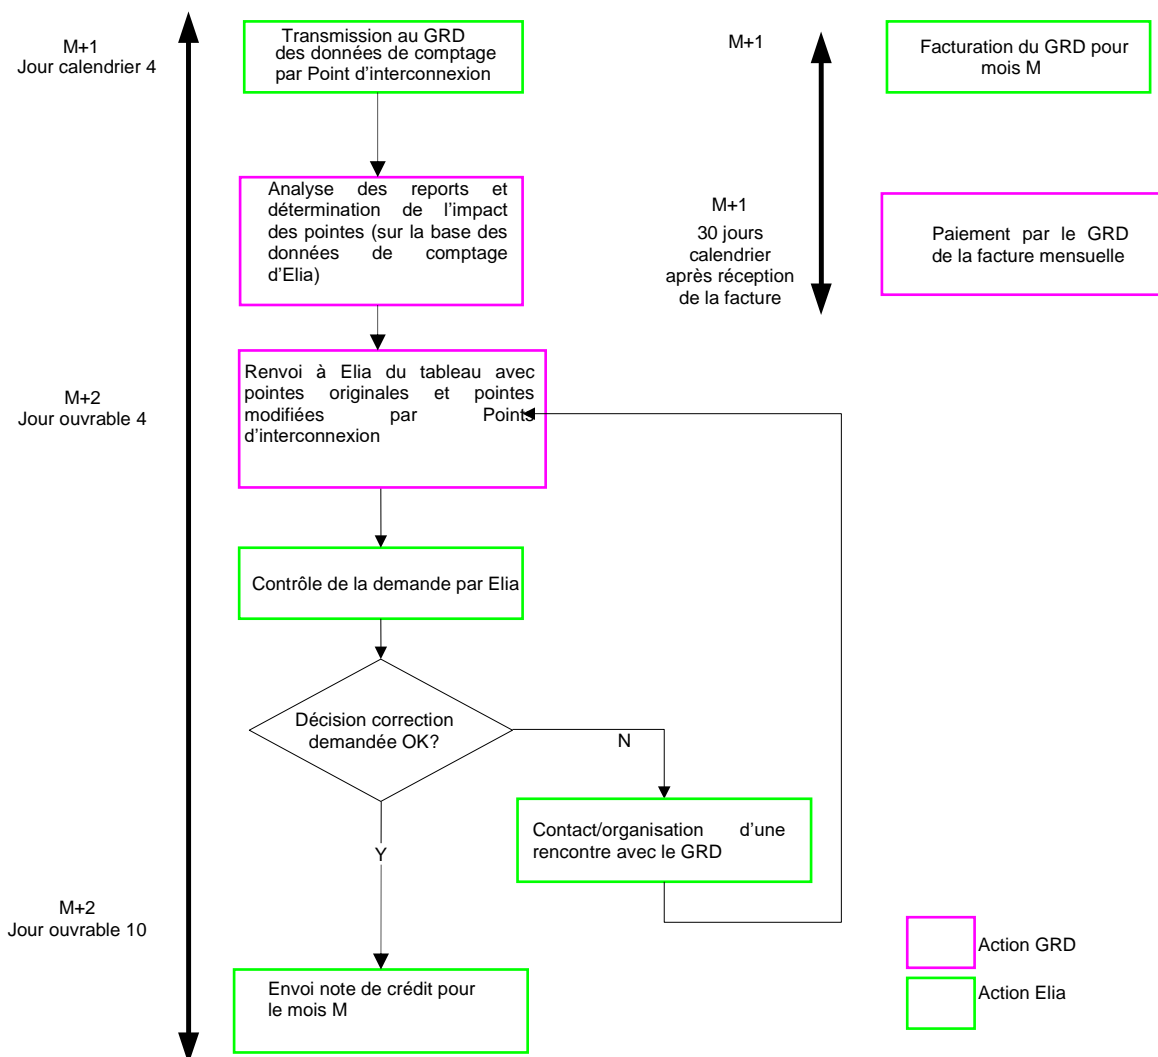 M+1
Jour calendrier 4
Transmission au GRD
des données de comptage
par Point d'interconnexion
M+1
Facturation du GRD pour
mois M
Analyse des reports et
détermination de l'impact
des pointes (sur la base des
données de comptage
d'Elia)
M+1
30 jours
calendrier
après réception
de la facture
Paiement par le GRD
de la facture mensuelle
M+2
Jour ouvrable 4
Renvoi à Elia du tableau avec
pointes originales et pointes
modifiées par Points
d'interconnexion
Contrôle de la demande par Elia
Décision correction
demandée OK?
N
Contact/organisation d'une
rencontre avec le GRD
Y
M+2
Jour ouvrable 10
Envoi note de crédit pour
le mois M
Action GRD
Action Elia